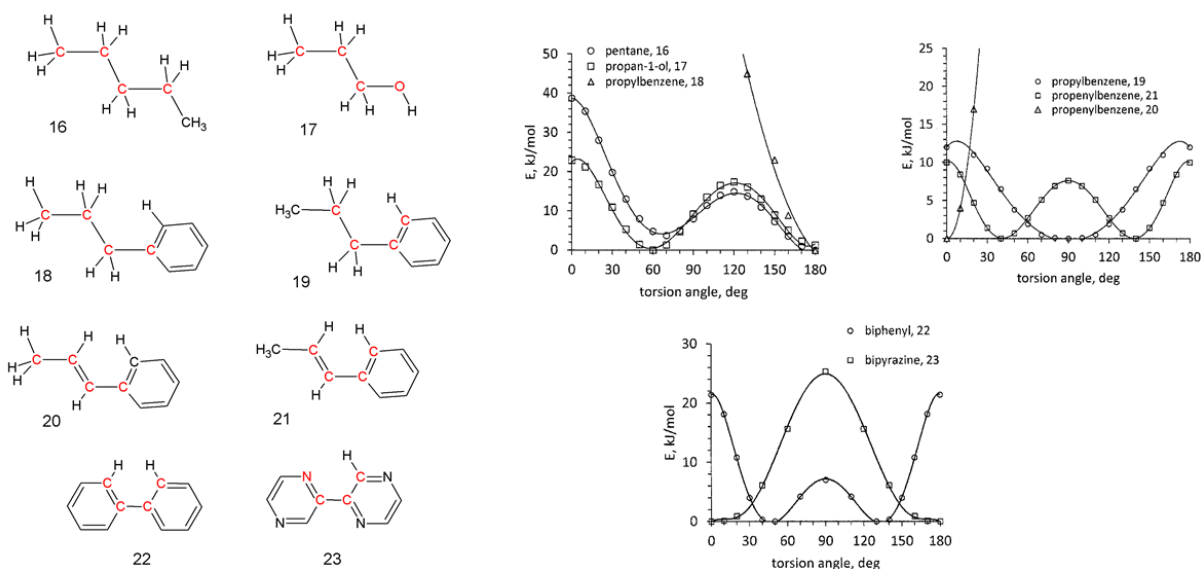 H H H
H C C
H H H
C C
H H H
CH₃
16
H H H
H C C
H
C O
H H H
17
H H H
H
H C C
H
C C
H H
18
H H
H
H₃C C C
C C
H H
19
H H
H
H C C C
H
C C
H
20
H H
H₃C C C
C C
H
21
H H
C C
C C
22
H
N C N
C C
N N
23
pentane, 16
propan-1-ol, 17
propylbenzene, 18
50
40
30
20
10
0
E, kJ/mol
0 30 60 90 120 150 180
torsion angle, deg
propylbenzene, 19
propenylbenzene, 21
propenylbenzene, 20
25
20
15
10
5
0
E, kJ/mol
0 30 60 90 120 150 180
torsion angle, deg
biphenyl, 22
bipyrazine, 23
30
20
10
0
E, kJ/mol
0 30 60 90 120 150 180
torsion angle, deg